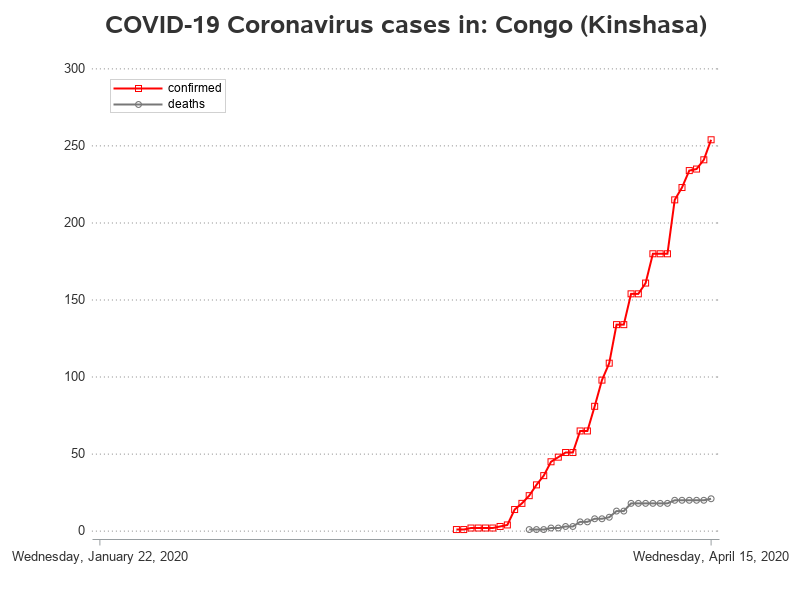 COVID-19 Coronavirus cases in: Congo (Kinshasa)
300
confirmed
deaths
250
200
150
100
50
0
Wednesday, January 22, 2020
Wednesday, April 15, 2020